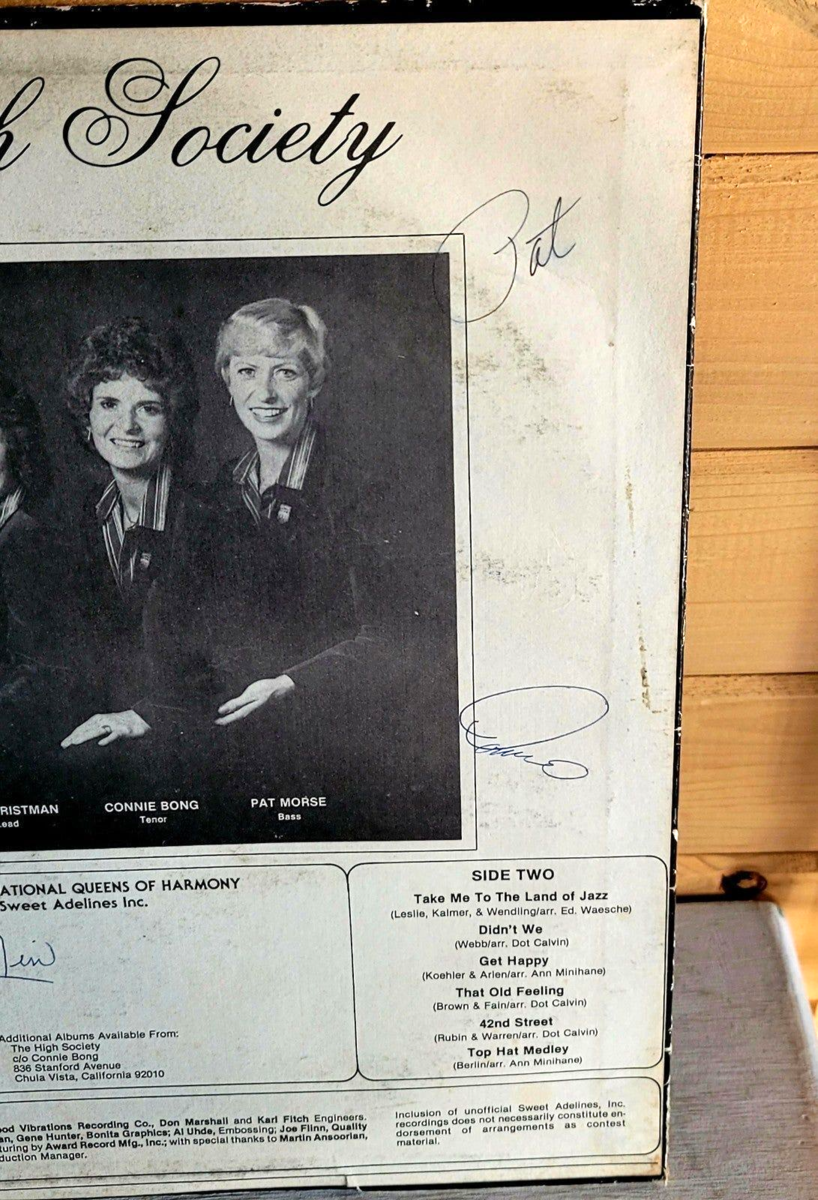 h Society
Pat
RISTMAN
ead
CONNIE BONG
Tenor
PAT MORSE
Bass
ATIONAL QUEENS OF HARMONY
Sweet Adelines Inc.
Additional Albums Available From:
The High Society
c/o Connie Bong
836 Stanford Avenue
Chula Vista, California 92010
SIDE TWO
Take Me To The Land of Jazz
(Leslie, Kalmer, & Wendling/arr. Ed. Waesche)
Didn't We
(Webb/arr. Dot Calvin)
Get Happy
(Koehler & Arlen/arr. Ann Minihane)
That Old Feeling
(Brown & Fain/arr. Dot Calvin)
42nd Street
(Rubin & Warren/arr. Dot Calvin)
Top Hat Medley
(Berlin/arr. Ann Minihane)
ood Vibrations Recording Co., Don Marshall and Karl Fitch Engineers.
an, Gene Hunter, Bonita Graphics; Al Uhde, Embossing; Joe Flinn, Quality
turing by Award Record Mfg., Inc.; with special thanks to Martin Ansoorian,
duction Manager.
Inclusion of unofficial Sweet Adelines, Inc.
recordings does not necessarily constitute en-
dorsement of arrangements as contest
material.